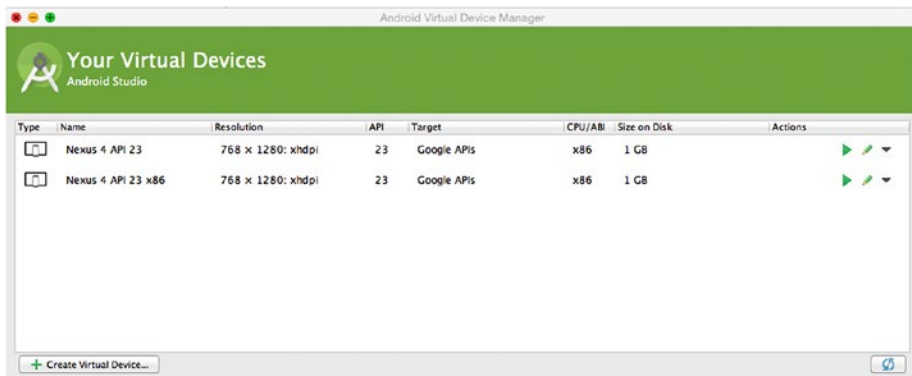 Android Virtual Device Manager
Your Virtual Devices
Android Studio
Type Name Resolution API Target CPU/ABI Size on Disk Actions
Nexus 4 API 23 768 × 1280: xhdpi 23 Google APIs x86 1 GB
Nexus 4 API 23 x86 768 × 1280: xhdpi 23 Google APIs x86 1 GB
Create Virtual Device...